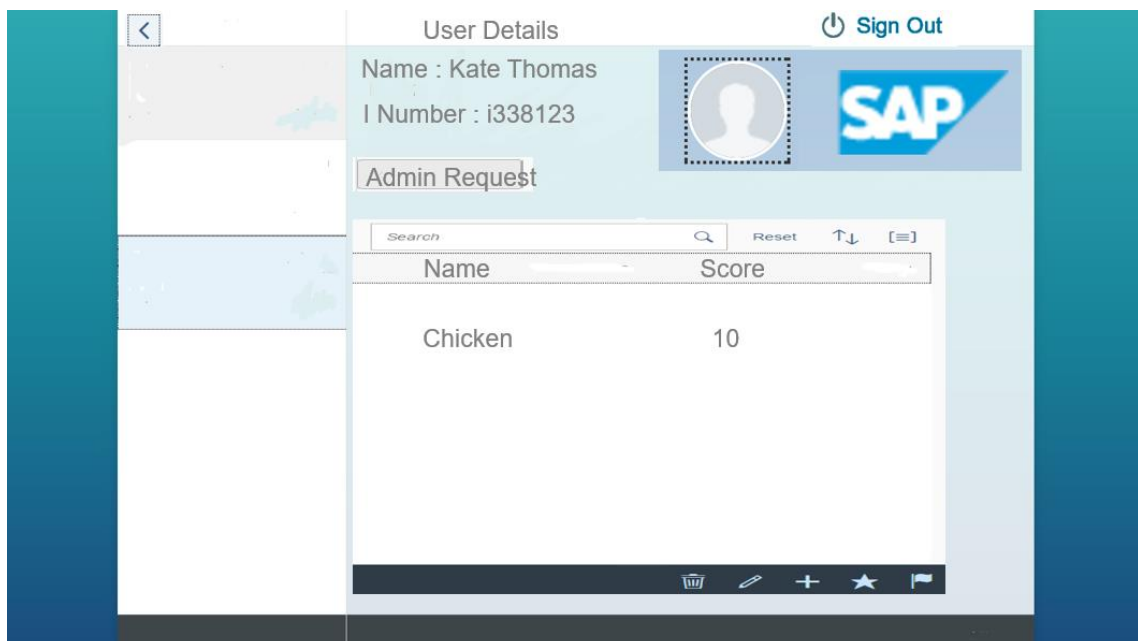 User Details
Sign Out
Name : Kate Thomas
I Number : i338123
SAP
Admin Request
Search Reset
Name Score
Chicken 10